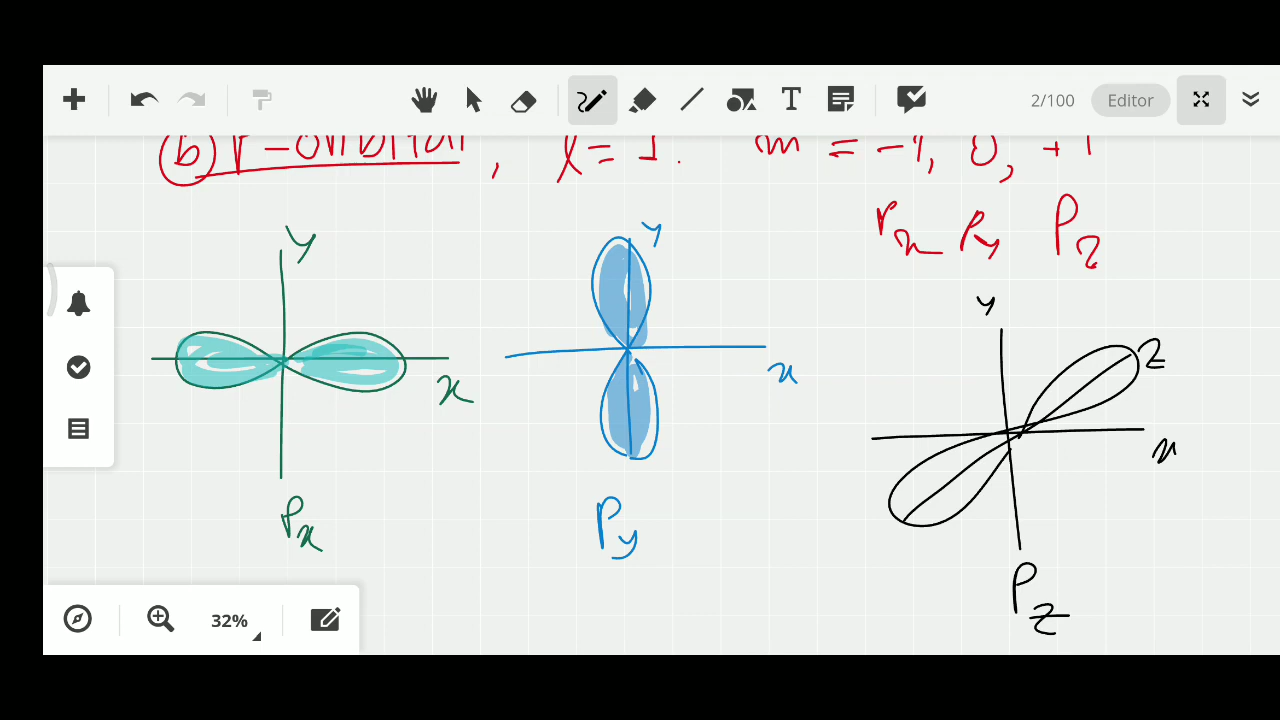 2/100 Editor
(b) P-orbital, l = 1. m = -1, 0, +1
Px Py Pz
y
x
Px
y
x
Py
y
z
x
Pz
32%